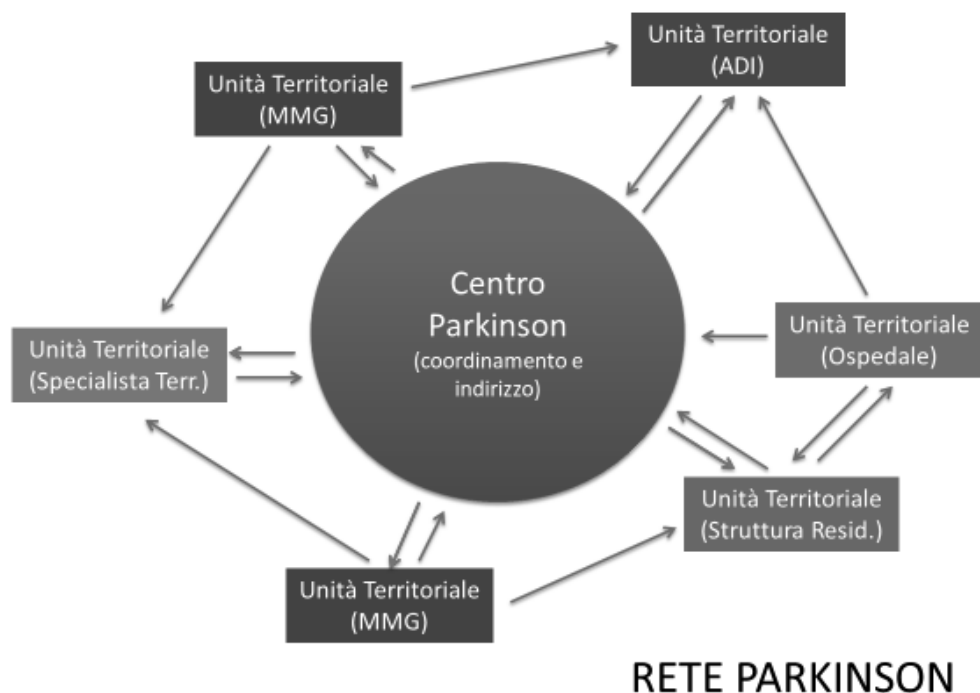 Unità Territoriale
(ADI)
Unità Territoriale
(MMG)
Centro
Parkinson
(coordinamento e
indirizzo)
Unità Territoriale
(Ospedale)
Unità Territoriale
(Specialista Terr.)
Unità Territoriale
(Struttura Resid.)
Unità Territoriale
(MMG)
RETE PARKINSON